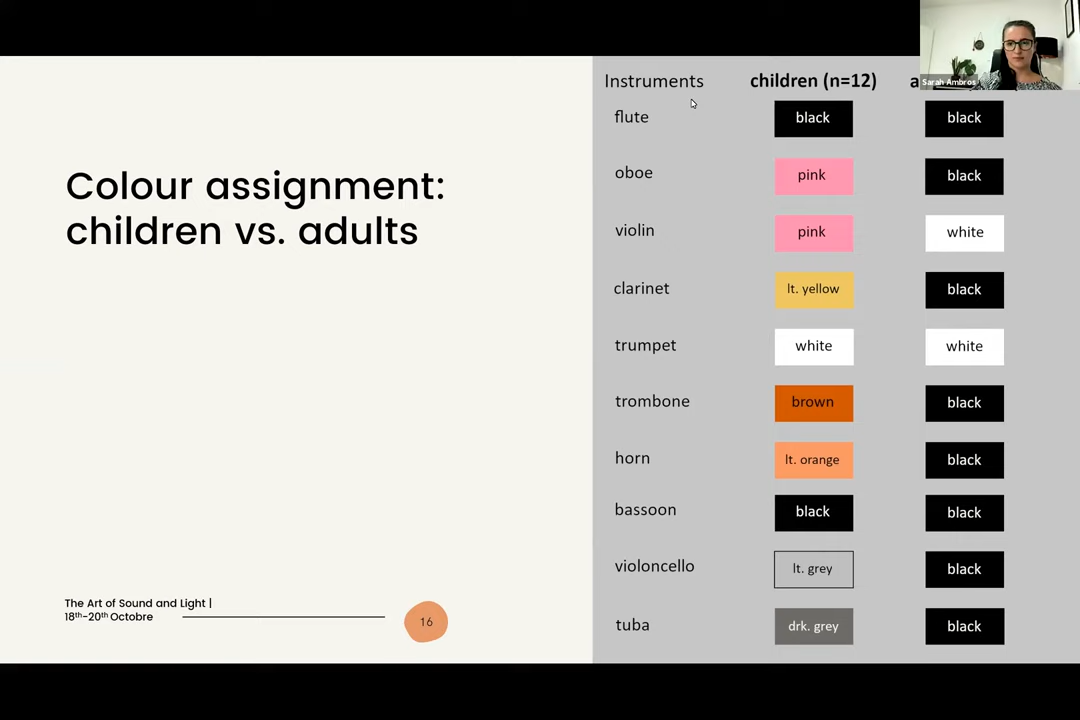 Sarah Ambros
Instruments children (n=12)
flute black black
Colour assignment:
children vs. adults
oboe pink black
violin pink white
clarinet lt. yellow black
trumpet white white
trombone brown black
horn lt. orange black
bassoon black black
violoncello lt. grey black
tuba drk. grey black
The Art of Sound and Light |
18th-20th Octobre
16